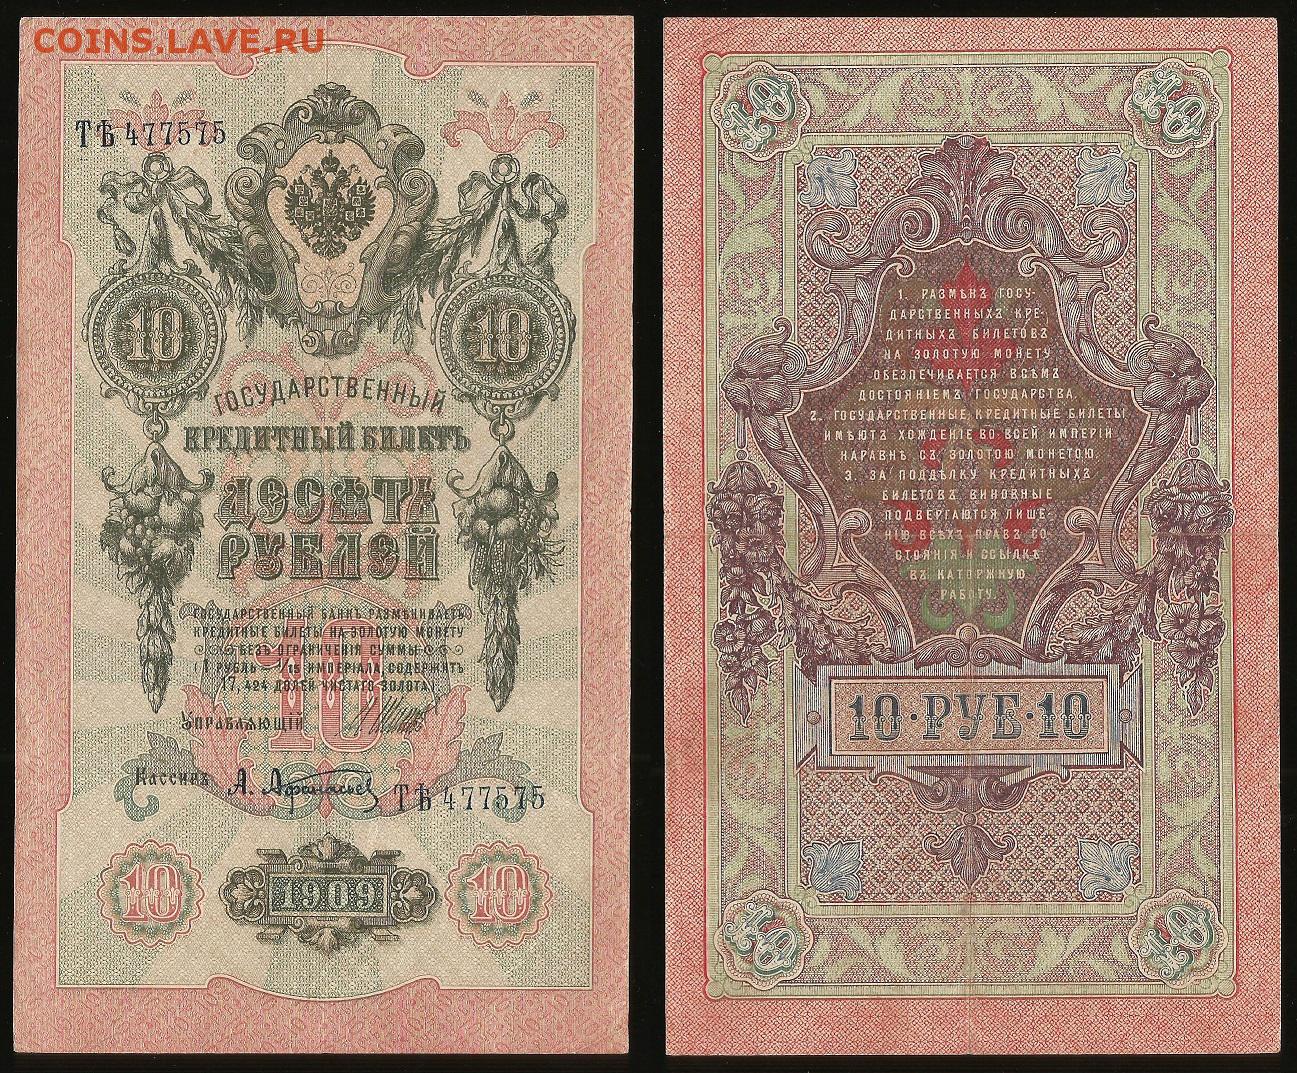 COINS.LAVE.RU
ТѢ 477575
10 10
ГОСУДАРСТВЕННЫЙ
КРЕДИТНЫЙ БИЛЕТЪ
ДЕСЯТЬ
РУБЛЕЙ
ГОСУДАРСТВЕННЫЙ БАНКЪ РАЗМѢНИВАЕТЪ
КРЕДИТНЫЕ БИЛЕТЫ НА ЗОЛОТУЮ МОНЕТУ
БЕЗЪ ОГРАНИЧЕНІЯ СУММЫ
(1 РУБЛЬ = 1/15 ИМПЕРІАЛА, СОДЕРЖИТЪ
17,424 ДОЛЕЙ ЧИСТАГО ЗОЛОТА)
10
УПРАВЛЯЮЩІЙ
Кассиръ А. Афанасьев
ТѢ 477575
10 1909 10
10 10
1. РАЗМѢНЪ ГОСУ-
ДАРСТВЕННЫХЪ КРЕ-
ДИТНЫХЪ БИЛЕТОВЪ
НА ЗОЛОТУЮ МОНЕТУ
ОБЕЗПЕЧИВАЕТСЯ ВСѢМЪ
ДОСТОЯНІЕМЪ ГОСУДАРСТВА.
2. ГОСУДАРСТВЕННЫЕ КРЕДИТНЫЕ БИЛЕТЫ
ИМѢЮТЪ ХОЖДЕНІЕ ВО ВСЕЙ ИМПЕРІИ
НАРАВНѢ СЪ ЗОЛОТОЮ МОНЕТОЮ.
3. ЗА ПОДДѢЛКУ КРЕДИТНЫХЪ
БИЛЕТОВЪ ВИНОВНЫЕ
ПОДВЕРГАЮТСЯ ЛИШЕ-
НІЮ ВСѢХЪ ПРАВЪ СО-
СТОЯНІЯ И ССЫЛКѢ
ВЪ КАТОРЖНУЮ
РАБОТУ.
10·РУБ·10
10 10